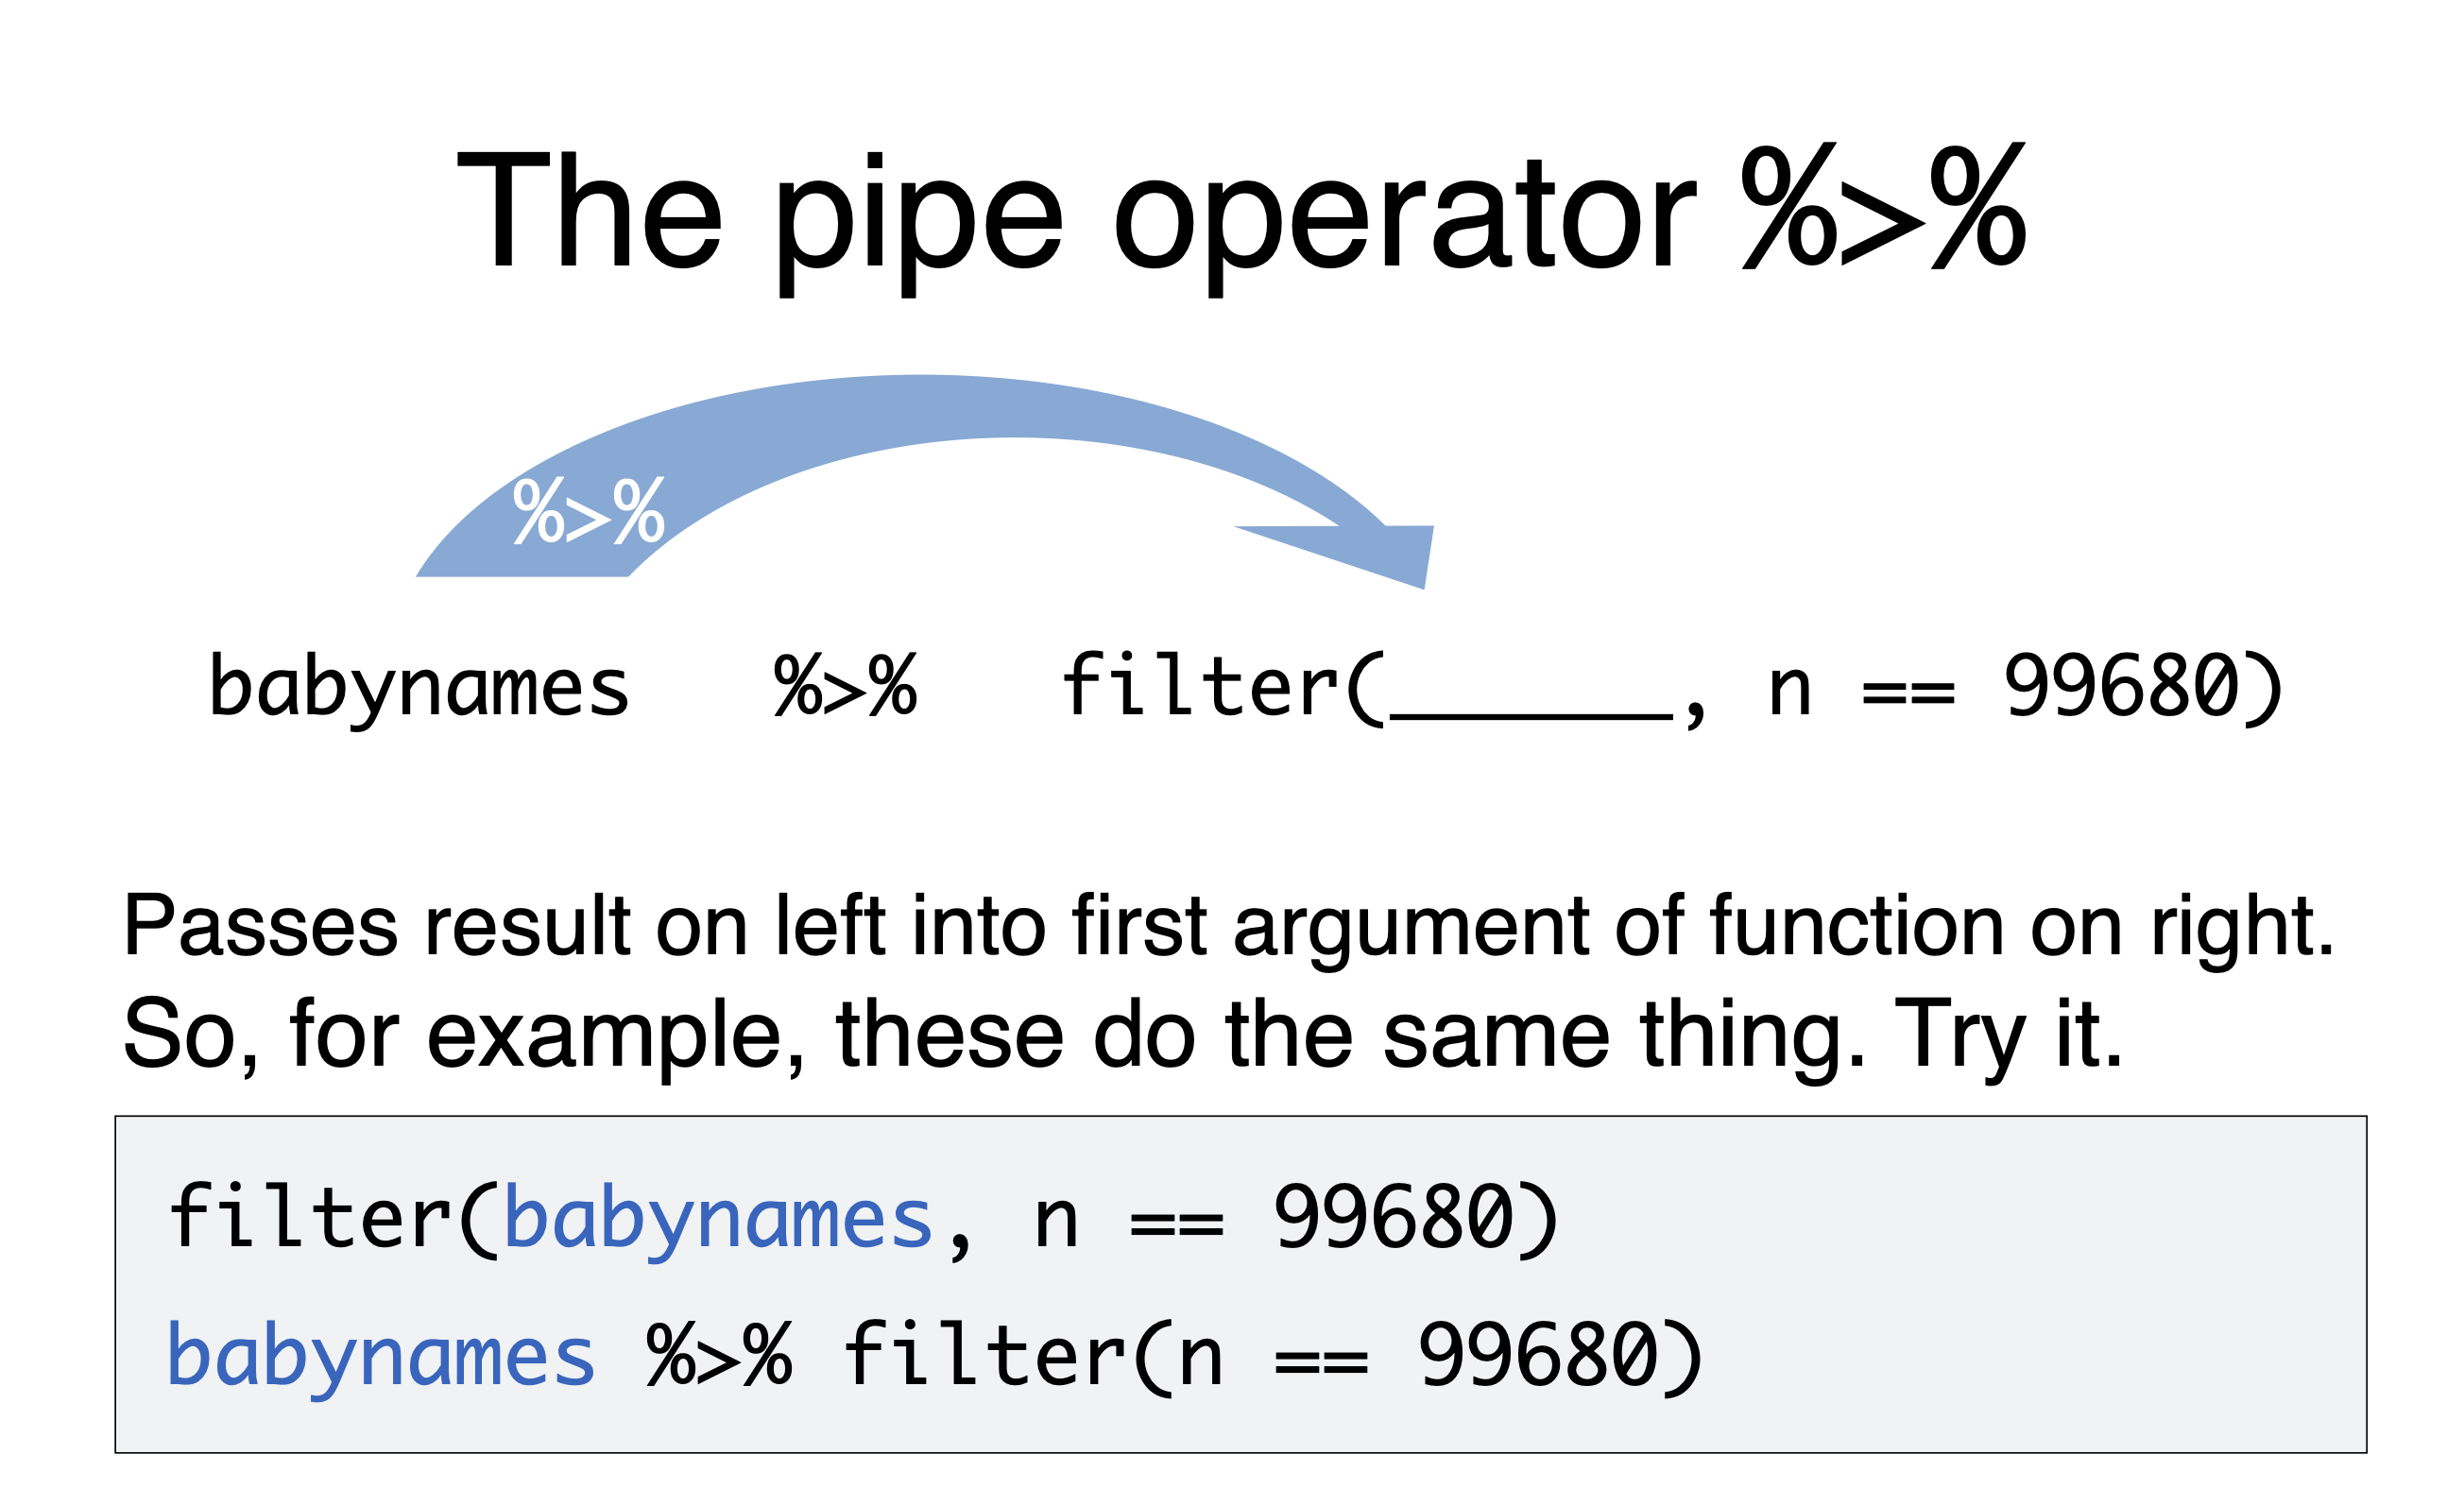 The pipe operator %>%
%>%
babynames %>% filter(_________, n == 99680)
Passes result on left into first argument of function on right.
So, for example, these do the same thing. Try it.
filter(babynames, n == 99680)
babynames %>% filter(n == 99680)